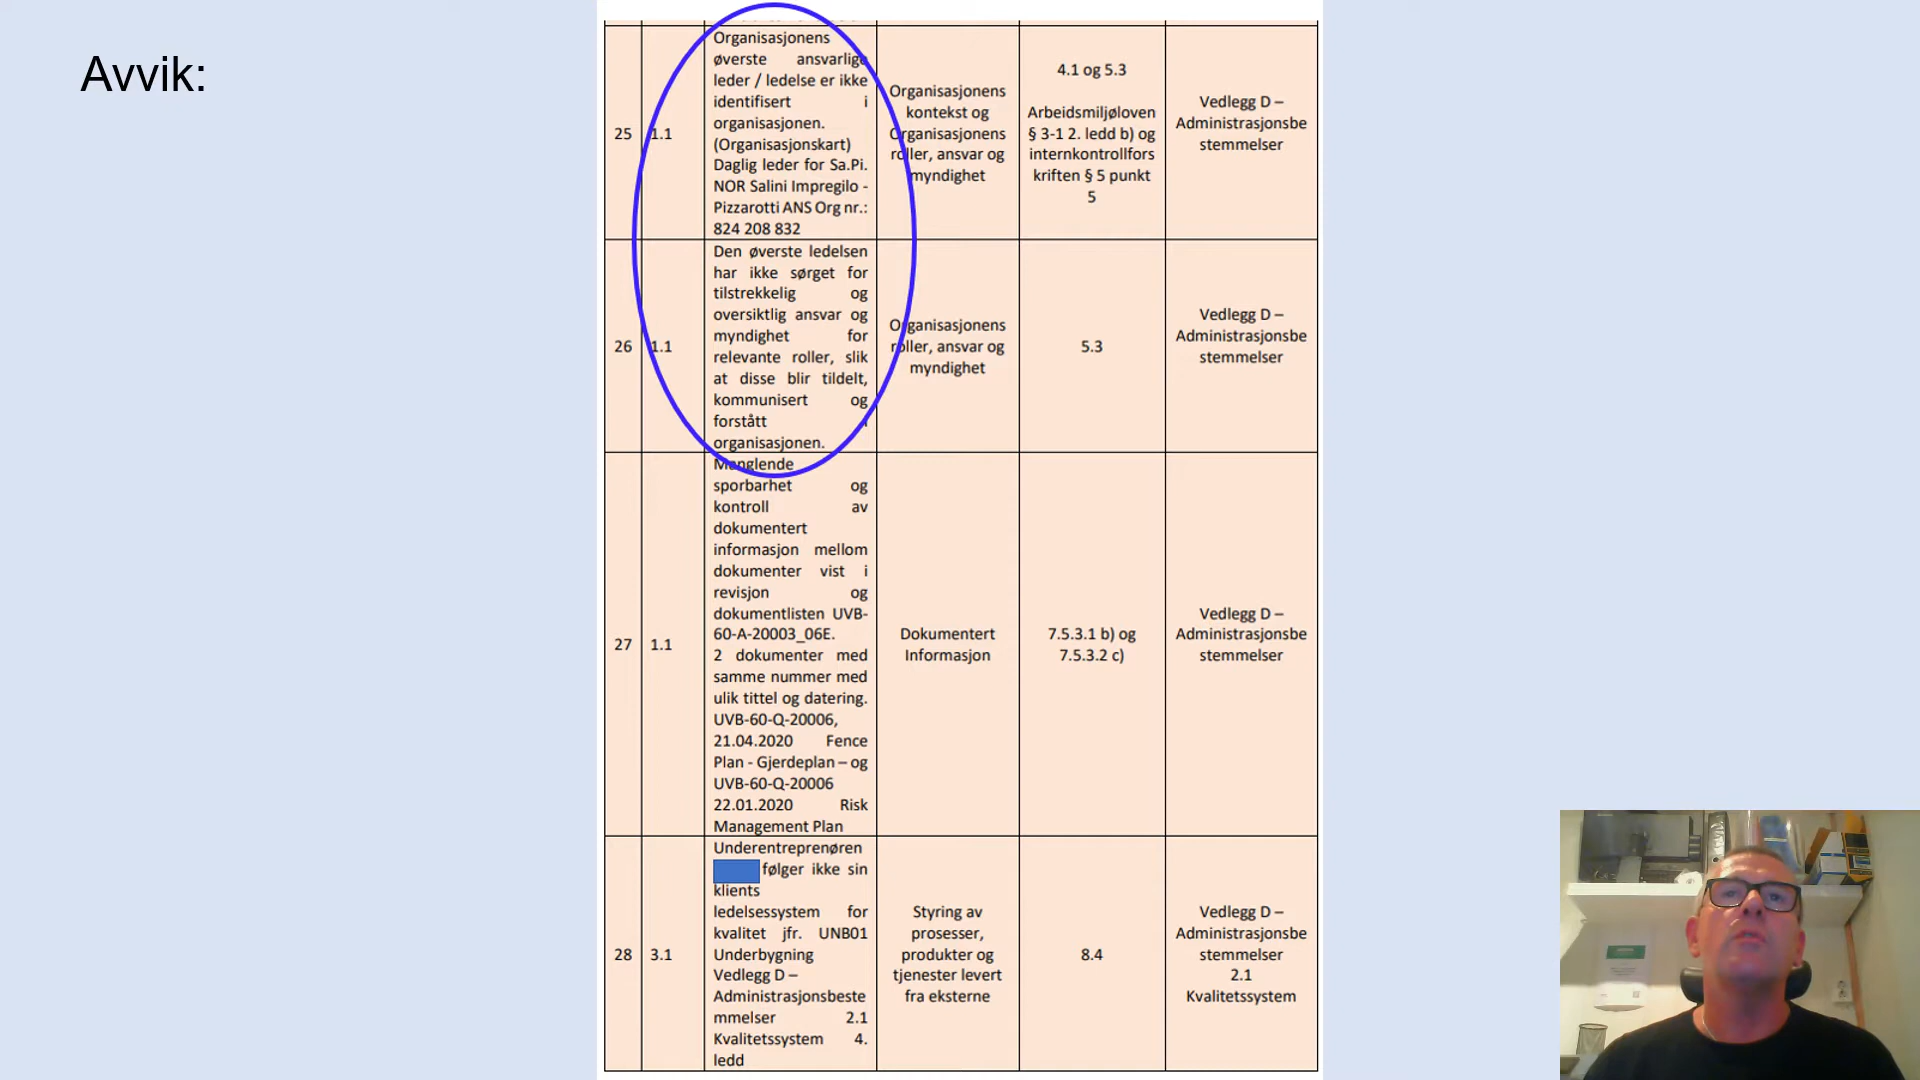 Avvik:
25
1.1
Organisasjonens
øverste ansvarlige
leder / ledelse er ikke
identifisert i
organisasjonen.
(Organisasjonskart)
Daglig leder for Sa.Pi.
NOR Salini Impregilo -
Pizzarotti ANS Org nr.:
824 208 832
Organisasjonens
kontekst og
Organisasjonens
roller, ansvar og
myndighet
4.1 og 5.3
Arbeidsmiljøloven
§ 3-1 2. ledd b) og
internkontrollfors
kriften § 5 punkt
5
Vedlegg D –
Administrasjonsbe
stemmelser
26
1.1
Den øverste ledelsen
har ikke sørget for
tilstrekkelig og
oversiktlig ansvar og
myndighet for
relevante roller, slik
at disse blir tildelt,
kommunisert og
forstått i
organisasjonen.
Organisasjonens
roller, ansvar og
myndighet
5.3
Vedlegg D –
Administrasjonsbe
stemmelser
27
1.1
Manglende
sporbarhet og
kontroll av
dokumentert
informasjon mellom
dokumenter vist i
revisjon og
dokumentlisten UVB-
60-A-20003_06E.
2 dokumenter med
samme nummer med
ulik tittel og datering.
UVB-60-Q-20006,
21.04.2020 Fence
Plan - Gjerdeplan – og
UVB-60-Q-20006
22.01.2020 Risk
Management Plan
Dokumentert
Informasjon
7.5.3.1 b) og
7.5.3.2 c)
Vedlegg D –
Administrasjonsbe
stemmelser
28
3.1
Underentreprenøren
følger ikke sin
klients
ledelsessystem for
kvalitet jfr. UNB01
Underbygning
Vedlegg D –
Administrasjonsbeste
mmelser 2.1
Kvalitetssystem 4.
ledd
Styring av
prosesser,
produkter og
tjenester levert
fra eksterne
8.4
Vedlegg D –
Administrasjonsbe
stemmelser
2.1
Kvalitetssystem